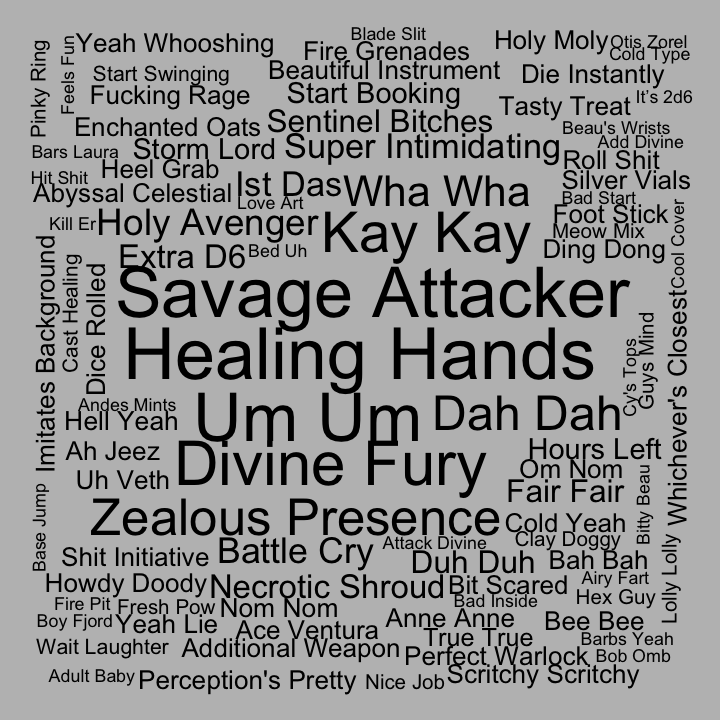 Blade Slit
Yeah Whooshing
Fire Grenades
Holy Moly
Otis Zorel
Cold Type
Pinky Ring
Feels Fun
Start Swinging
Beautiful Instrument
Die Instantly
Fucking Rage
Start Booking
Tasty Treat
It's 2d6
Enchanted Oats
Sentinel Bitches
Beau's Wrists
Add Divine
Bars Laura
Storm Lord
Super Intimidating
Roll Shit
Heel Grab
Hit Shit
Abyssal Celestial
Ist Das
Wha Wha
Silver Vials
Love Art
Bad Start
Kill Er
Holy Avenger
Kay Kay
Foot Stick
Meow Mix
Cool Cover
Extra D6
Bed Uh
Ding Dong
Savage Attacker
Imitates Background
Cast Healing
Dice Rolled
Healing Hands
Cy's Tops
Guys Mind
Whichever's Closest
Andes Mints
Hell Yeah
Um Um
Dah Dah
Ah Jeez
Divine Fury
Hours Left
Om Nom
Uh Veth
Fair Fair
Bitty Beau
Base Jump
Zealous Presence
Cold Yeah
Clay Doggy
Lolly Lolly
Shit Initiative
Battle Cry
Attack Divine
Duh Duh
Bah Bah
Howdy Doody
Necrotic Shroud
Bit Scared
Airy Fart
Fire Pit
Fresh Pow
Nom Nom
Bad Inside
Hex Guy
Boy Fjord
Yeah Lie
Ace Ventura
Anne Anne
Bee Bee
True True
Barbs Yeah
Wait Laughter
Additional Weapon
Perfect Warlock
Bob Omb
Adult Baby
Perception's Pretty
Nice Job
Scritchy Scritchy